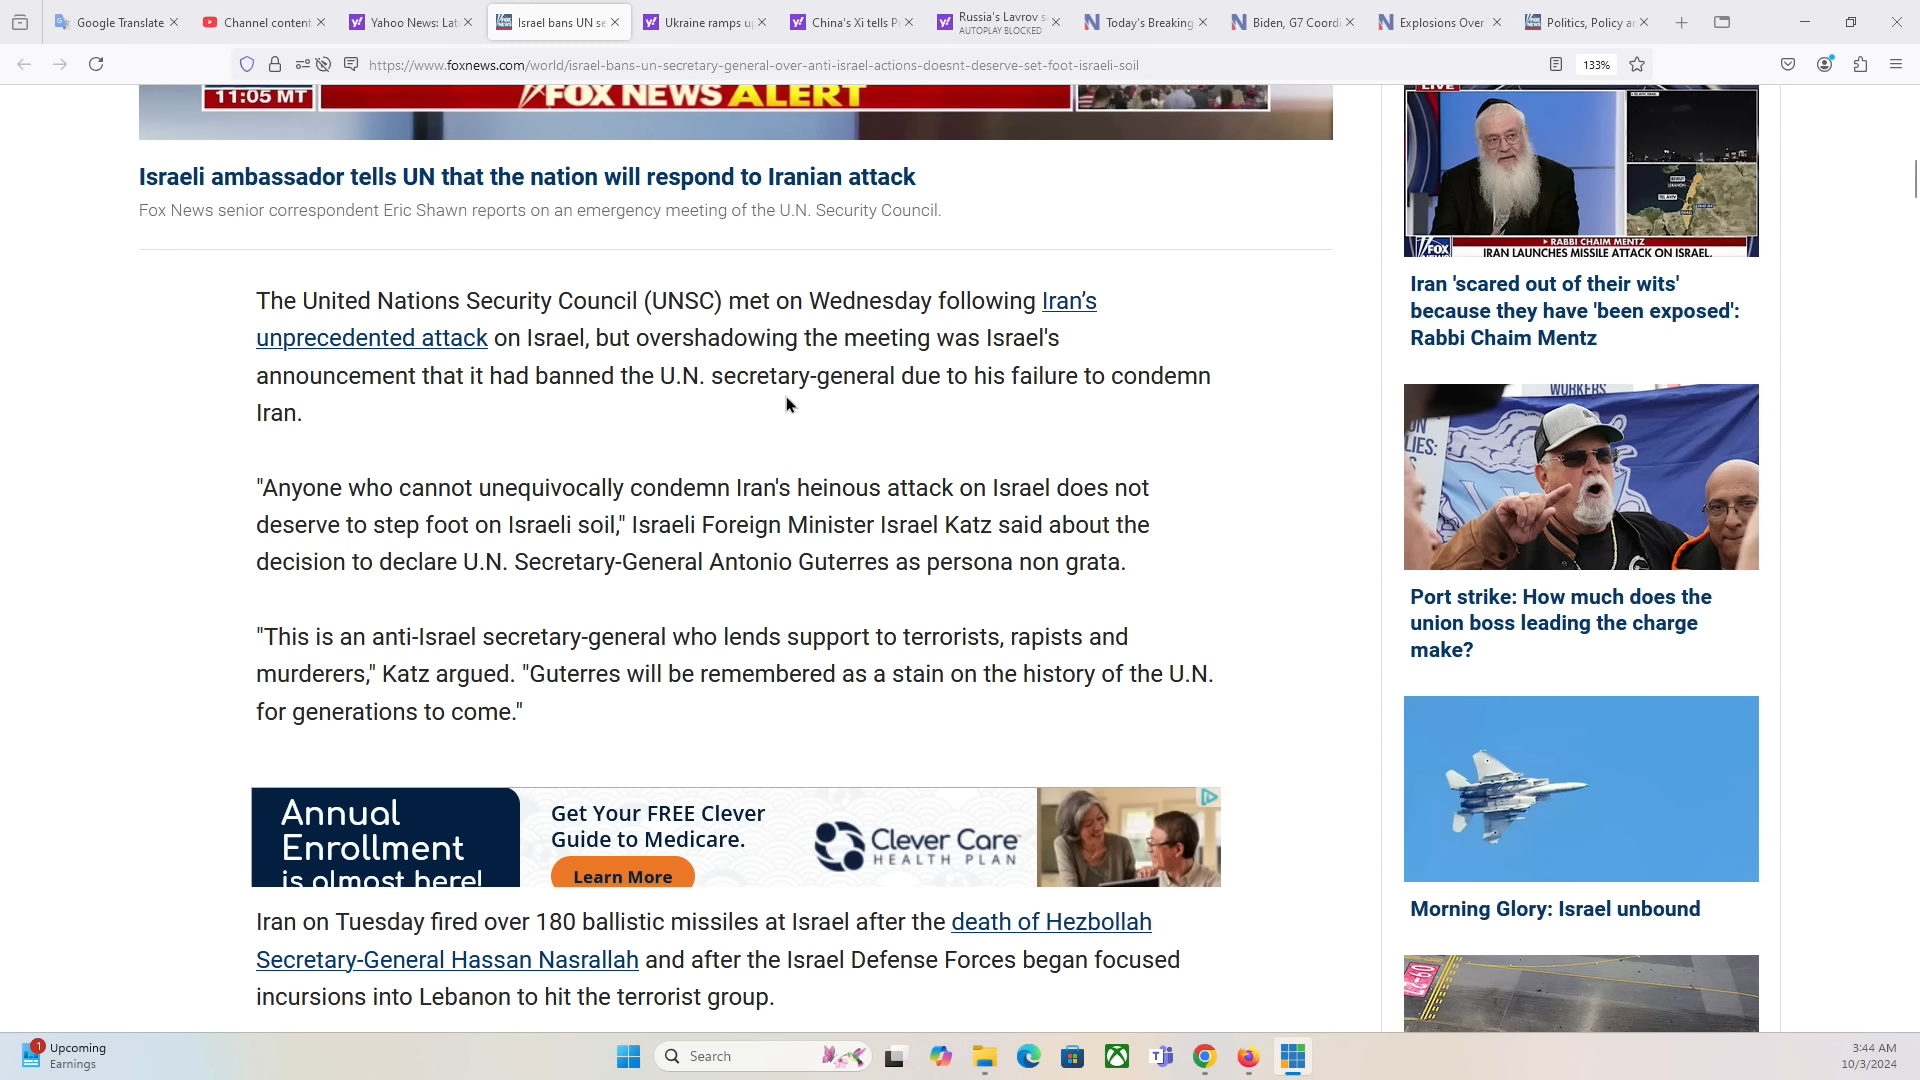 Google Translate
Channel content
Yahoo News: Lat
Israel bans UN se
Ukraine ramps u
China's Xi tells P
Russia's Lavrov s
AUTOPLAY BLOCKED
Today's Breaking
Biden, G7 Coordi
Explosions Over
Politics, Policy a
https://www.foxnews.com/world/israel-bans-un-secretary-general-over-anti-israel-actions-doesnt-deserve-set-foot-israeli-soil
133%
11:05 MT
FOX NEWS ALERT
Israeli ambassador tells UN that the nation will respond to Iranian attack
Fox News senior correspondent Eric Shawn reports on an emergency meeting of the U.N. Security Council.
The United Nations Security Council (UNSC) met on Wednesday following Iran’s
unprecedented attack on Israel, but overshadowing the meeting was Israel's
announcement that it had banned the U.N. secretary-general due to his failure to condemn
Iran.
"Anyone who cannot unequivocally condemn Iran's heinous attack on Israel does not
deserve to step foot on Israeli soil," Israeli Foreign Minister Israel Katz said about the
decision to declare U.N. Secretary-General Antonio Guterres as persona non grata.
"This is an anti-Israel secretary-general who lends support to terrorists, rapists and
murderers," Katz argued. "Guterres will be remembered as a stain on the history of the U.N.
for generations to come."
Annual
Enrollment
is almost here!
Get Your FREE Clever
Guide to Medicare.
Learn More
Clever Care
HEALTH PLAN
Iran on Tuesday fired over 180 ballistic missiles at Israel after the death of Hezbollah
Secretary-General Hassan Nasrallah and after the Israel Defense Forces began focused
incursions into Lebanon to hit the terrorist group.
LIVE
BEIRUT
LEBANON
TEL AVIV
ISRAEL
RABBI CHAIM MENTZ
FOX
IRAN LAUNCHES MISSILE ATTACK ON ISRAEL,
Iran 'scared out of their wits'
because they have 'been exposed':
Rabbi Chaim Mentz
WORKERS
LIES:
Port strike: How much does the
union boss leading the charge
make?
Morning Glory: Israel unbound
1
Upcoming
Earnings
Search
3:44 AM
10/3/2024